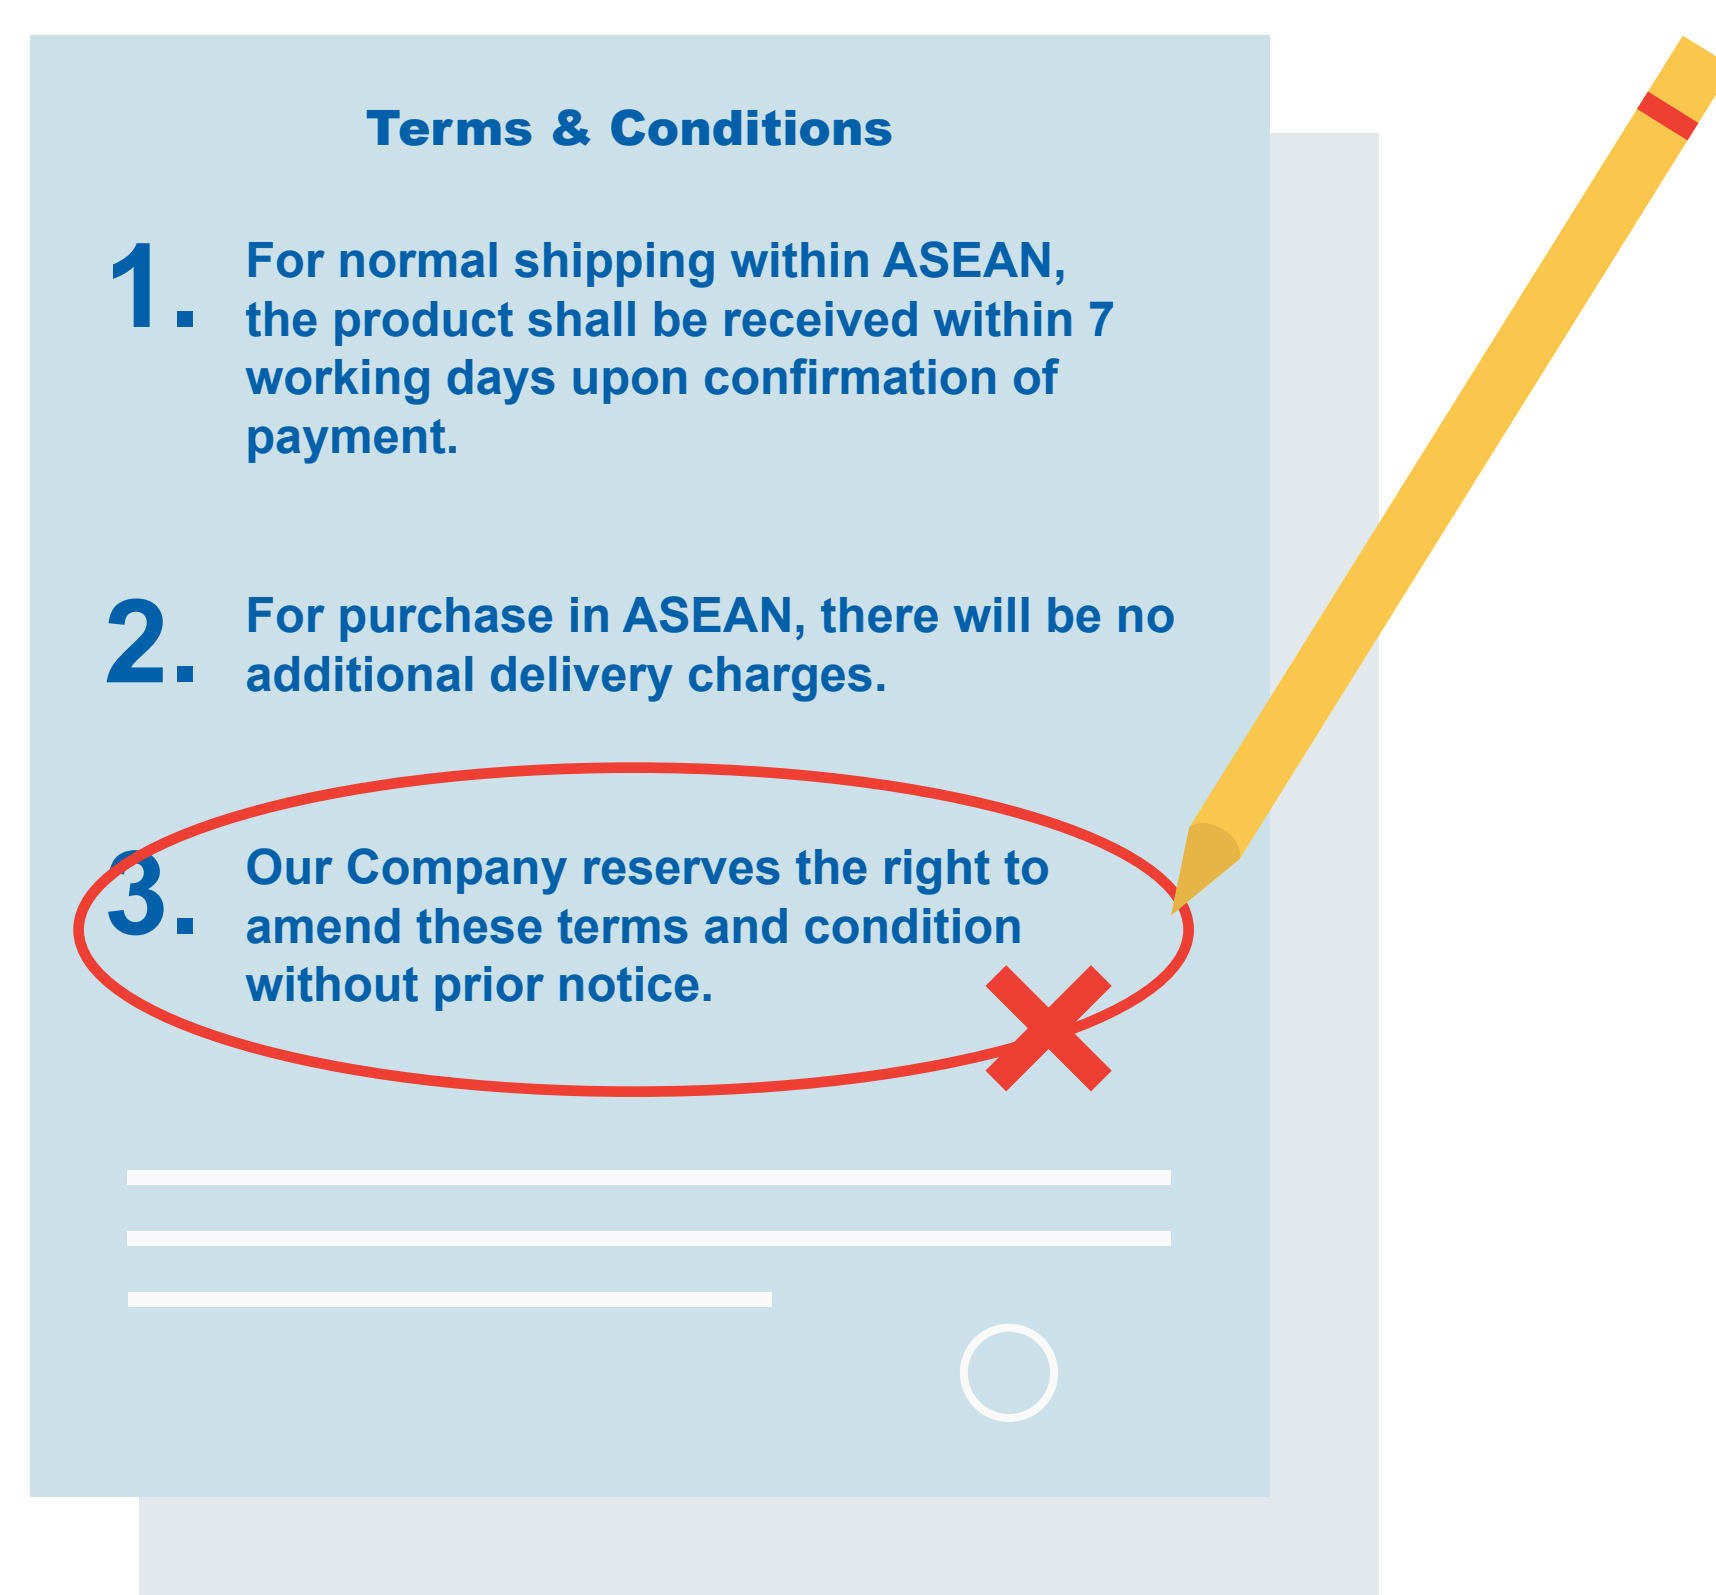 Terms & Conditions
1. For normal shipping within ASEAN,
the product shall be received within 7
working days upon confirmation of
payment.
2. For purchase in ASEAN, there will be no
additional delivery charges.
3. Our Company reserves the right to
amend these terms and condition
without prior notice.